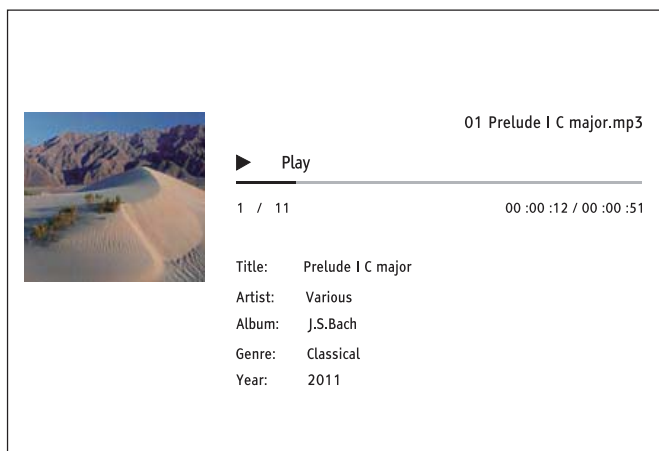 01 Prelude I C major.mp3
Play
1 / 11 00 :00 :12 / 00 :00 :51
Title: Prelude I C major
Artist: Various
Album: J.S.Bach
Genre: Classical
Year: 2011